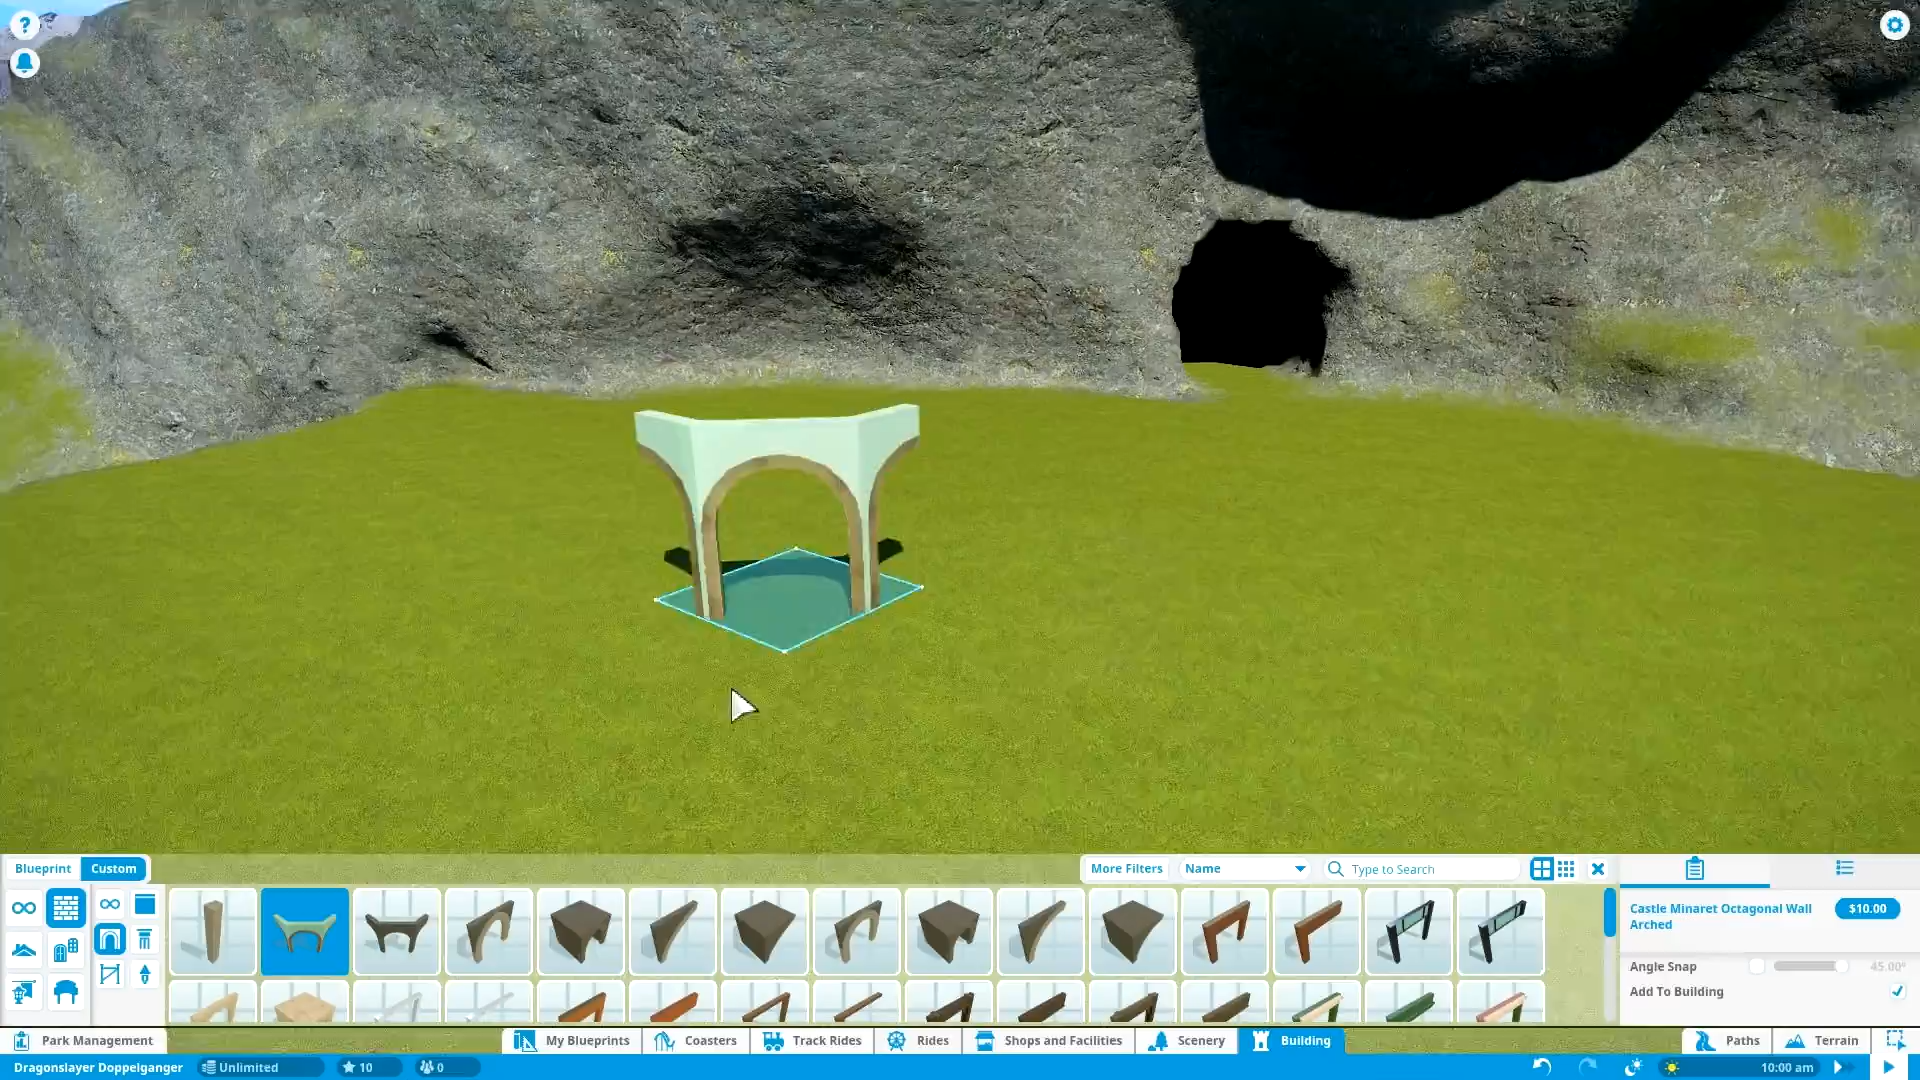 ?
Blueprint Custom More Filters Name Type to Search
Castle Minaret Octagonal Wall $10.00
Arched
Angle Snap 45.00°
Add To Building
Park Management My Blueprints Coasters Track Rides Rides Shops and Facilities Scenery Building Paths Terrain
Dragonslayer Doppelganger Unlimited 10 0 10:00 am